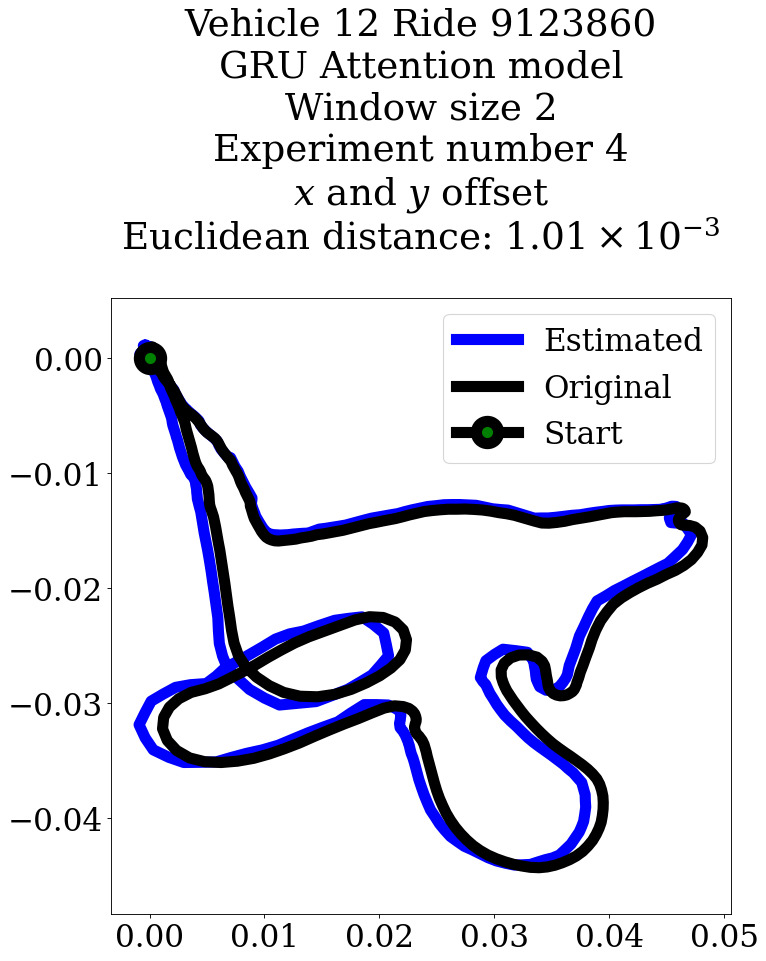 Vehicle 12 Ride 9123860
GRU Attention model
Window size 2
Experiment number 4
x and y offset
Euclidean distance: 1.01 × 10⁻³
Estimated
Original
Start
0.00
−0.01
−0.02
−0.03
−0.04
0.00 0.01 0.02 0.03 0.04 0.05